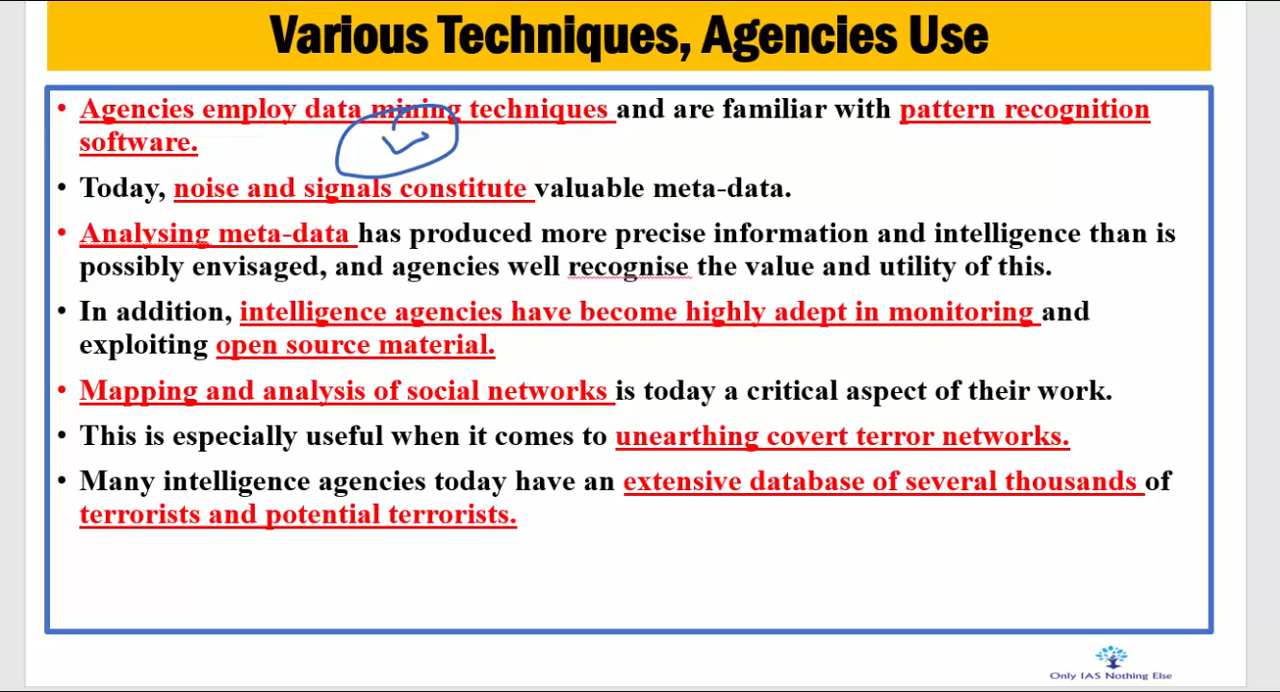 Various Techniques, Agencies Use
• Agencies employ data mining techniques and are familiar with pattern recognition
software.
• Today, noise and signals constitute valuable meta-data.
• Analysing meta-data has produced more precise information and intelligence than is
possibly envisaged, and agencies well recognise the value and utility of this.
• In addition, intelligence agencies have become highly adept in monitoring and
exploiting open source material.
• Mapping and analysis of social networks is today a critical aspect of their work.
• This is especially useful when it comes to unearthing covert terror networks.
• Many intelligence agencies today have an extensive database of several thousands of
terrorists and potential terrorists.
Only IAS Nothing Else